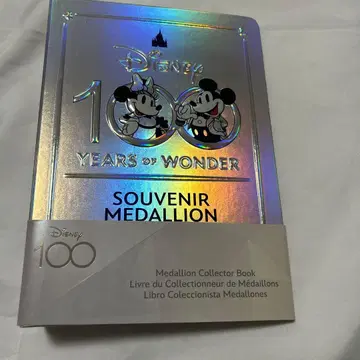 Disney
100
YEARS OF WONDER
SOUVENIR
MEDALLION
Disney
100
Medallion Collector Book
Livre du Collectionneur de Médaillons
Libro Coleccionista Medallones